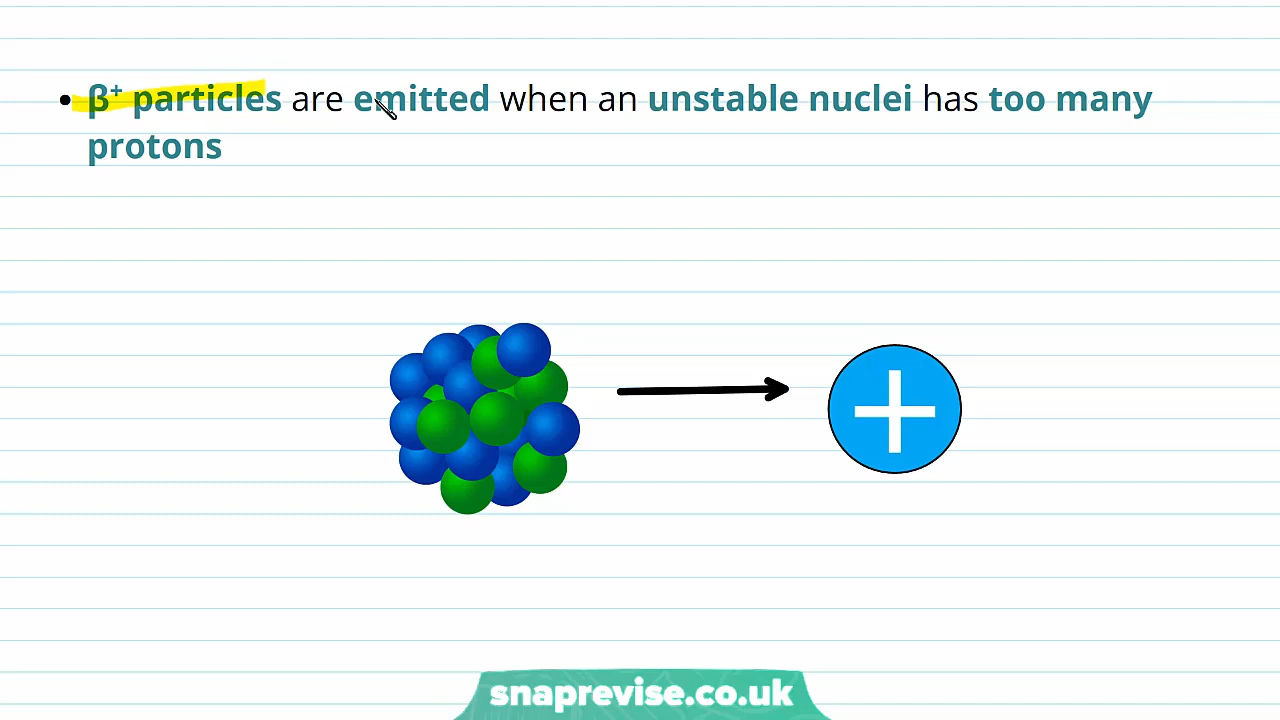 • β⁺ particles are emitted when an unstable nuclei has too many
protons
snaprevise.co.uk